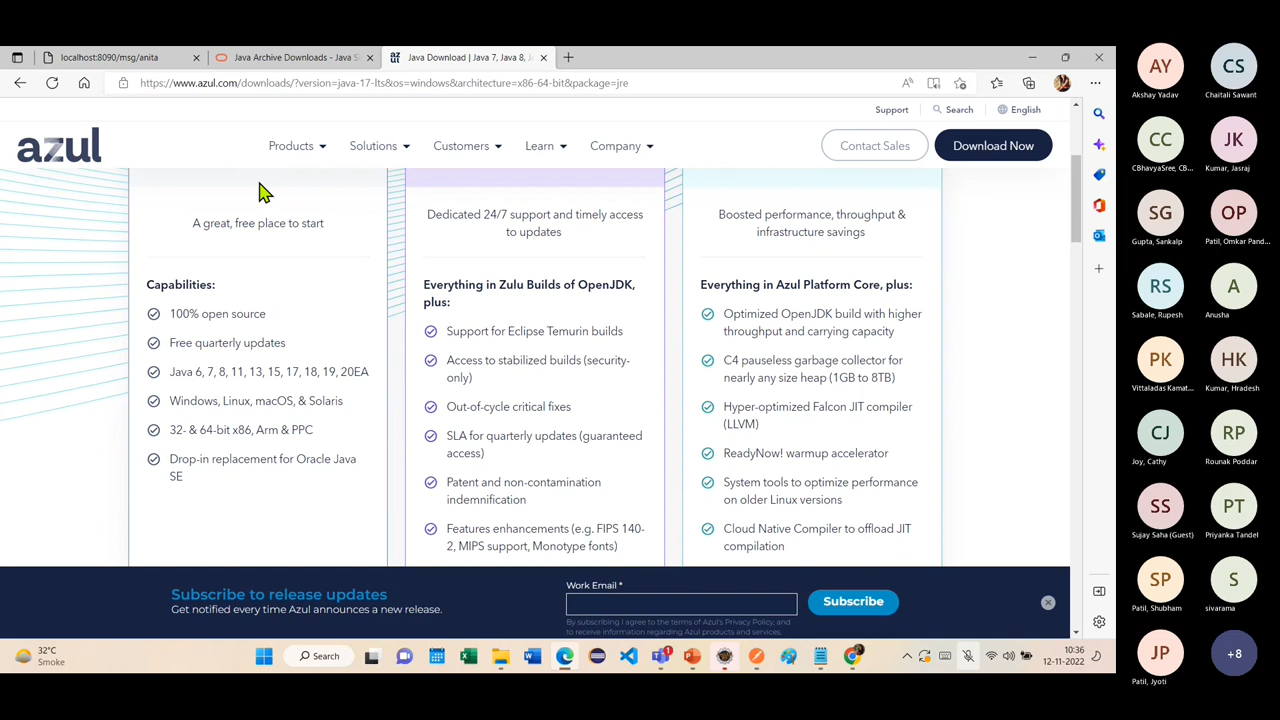 localhost:8090/msg/anita
Java Archive Downloads - Java S
Java Download | Java 7, Java 8,
https://www.azul.com/downloads/?version=java-17-lts&os=windows&architecture=x86-64-bit&package=jre
Support
Search
English
azul
Products
Solutions
Customers
Learn
Company
Contact Sales
Download Now
A great, free place to start
Capabilities:
100% open source
Free quarterly updates
Java 6, 7, 8, 11, 13, 15, 17, 18, 19, 20EA
Windows, Linux, macOS, & Solaris
32- & 64-bit x86, Arm & PPC
Drop-in replacement for Oracle Java
SE
Dedicated 24/7 support and timely access
to updates
Everything in Zulu Builds of OpenJDK,
plus:
Support for Eclipse Temurin builds
Access to stabilized builds (security-
only)
Out-of-cycle critical fixes
SLA for quarterly updates (guaranteed
access)
Patent and non-contamination
indemnification
Features enhancements (e.g. FIPS 140-
2, MIPS support, Monotype fonts)
Boosted performance, throughput &
infrastructure savings
Everything in Azul Platform Core, plus:
Optimized OpenJDK build with higher
throughput and carrying capacity
C4 pauseless garbage collector for
nearly any size heap (1GB to 8TB)
Hyper-optimized Falcon JIT compiler
(LLVM)
ReadyNow! warmup accelerator
System tools to optimize performance
on older Linux versions
Cloud Native Compiler to offload JIT
compilation
Subscribe to release updates
Get notified every time Azul announces a new release.
Work Email *
Subscribe
By subscribing I agree to the terms of Azul's Privacy Policy, and
to receive information regarding Azul products and services.
32°C
Smoke
Search
1
10:36
12-11-2022
AY
Akshay Yadav
CS
Chaitali Sawant
CC
CBhavyaSree, CB...
JK
Kumar, Jasraj
SG
Gupta, Sankalp
OP
Patil, Omkar Pand...
RS
Sabale, Rupesh
A
Anusha
PK
Vittaladas Kamat...
HK
Kumar, Hradesh
CJ
Joy, Cathy
RP
Rounak Poddar
SS
Sujay Saha (Guest)
PT
Priyanka Tandel
SP
Patil, Shubham
S
sivarama
JP
Patil, Jyoti
+8